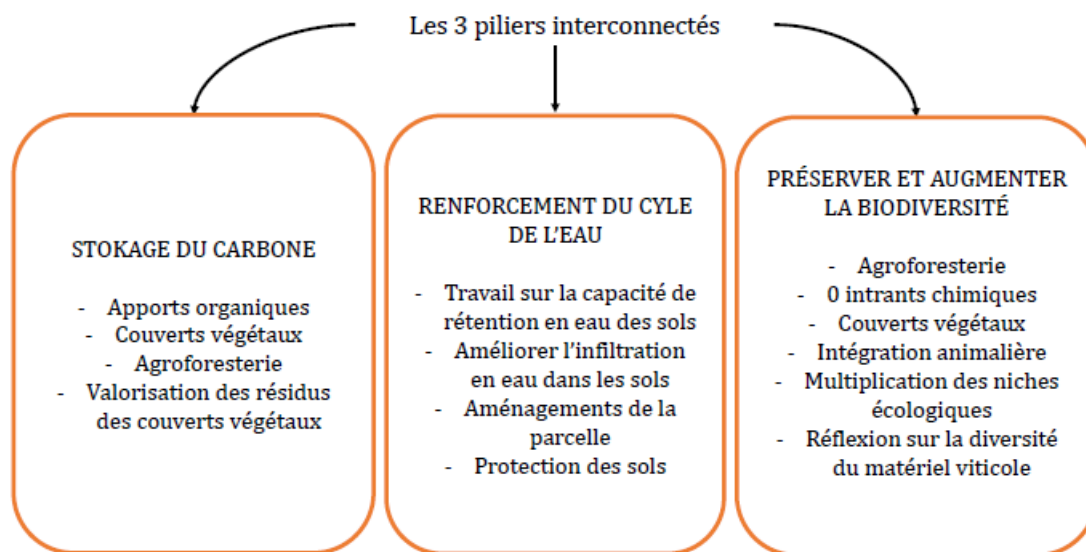 Les 3 piliers interconnectés
STOKAGE DU CARBONE
- Apports organiques
- Couverts végétaux
- Agroforesterie
- Valorisation des résidus
des couverts végétaux
RENFORCEMENT DU CYLE
DE L'EAU
- Travail sur la capacité de
rétention en eau des sols
- Améliorer l'infiltration
en eau dans les sols
- Aménagements de la
parcelle
- Protection des sols
PRÉSERVER ET AUGMENTER
LA BIODIVERSITÉ
- Agroforesterie
- 0 intrants chimiques
- Couverts végétaux
- Intégration animalière
- Multiplication des niches
écologiques
- Réflexion sur la diversité
du matériel viticole